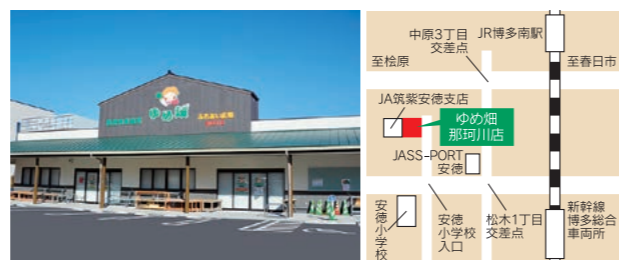 ゆめ畑
中原3丁目
交差点
JR博多南駅
至桧原
至春日市
JA筑紫安徳支店
ゆめ畑
那珂川店
JASS-PORT
安徳
安徳小学校
安徳
小学校
入口
松木1丁目
交差点
新幹線
博多総合
車両所